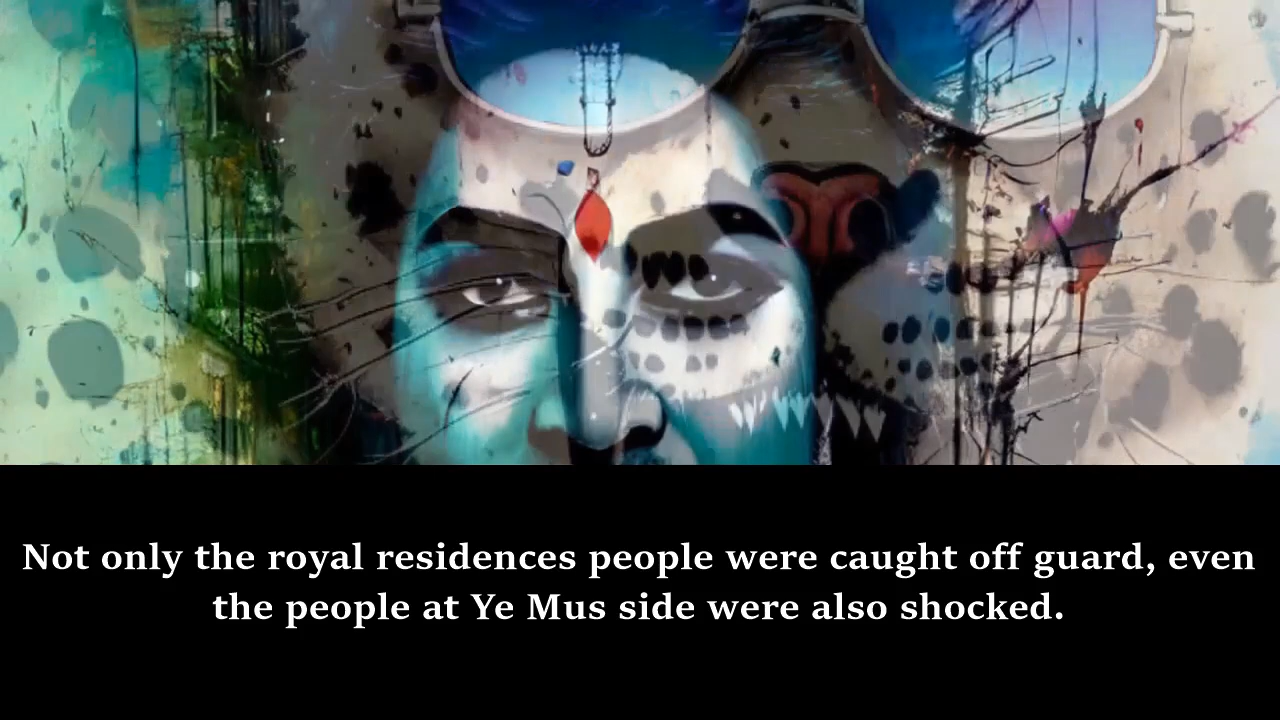 Not only the royal residences people were caught off guard, even
the people at Ye Mus side were also shocked.